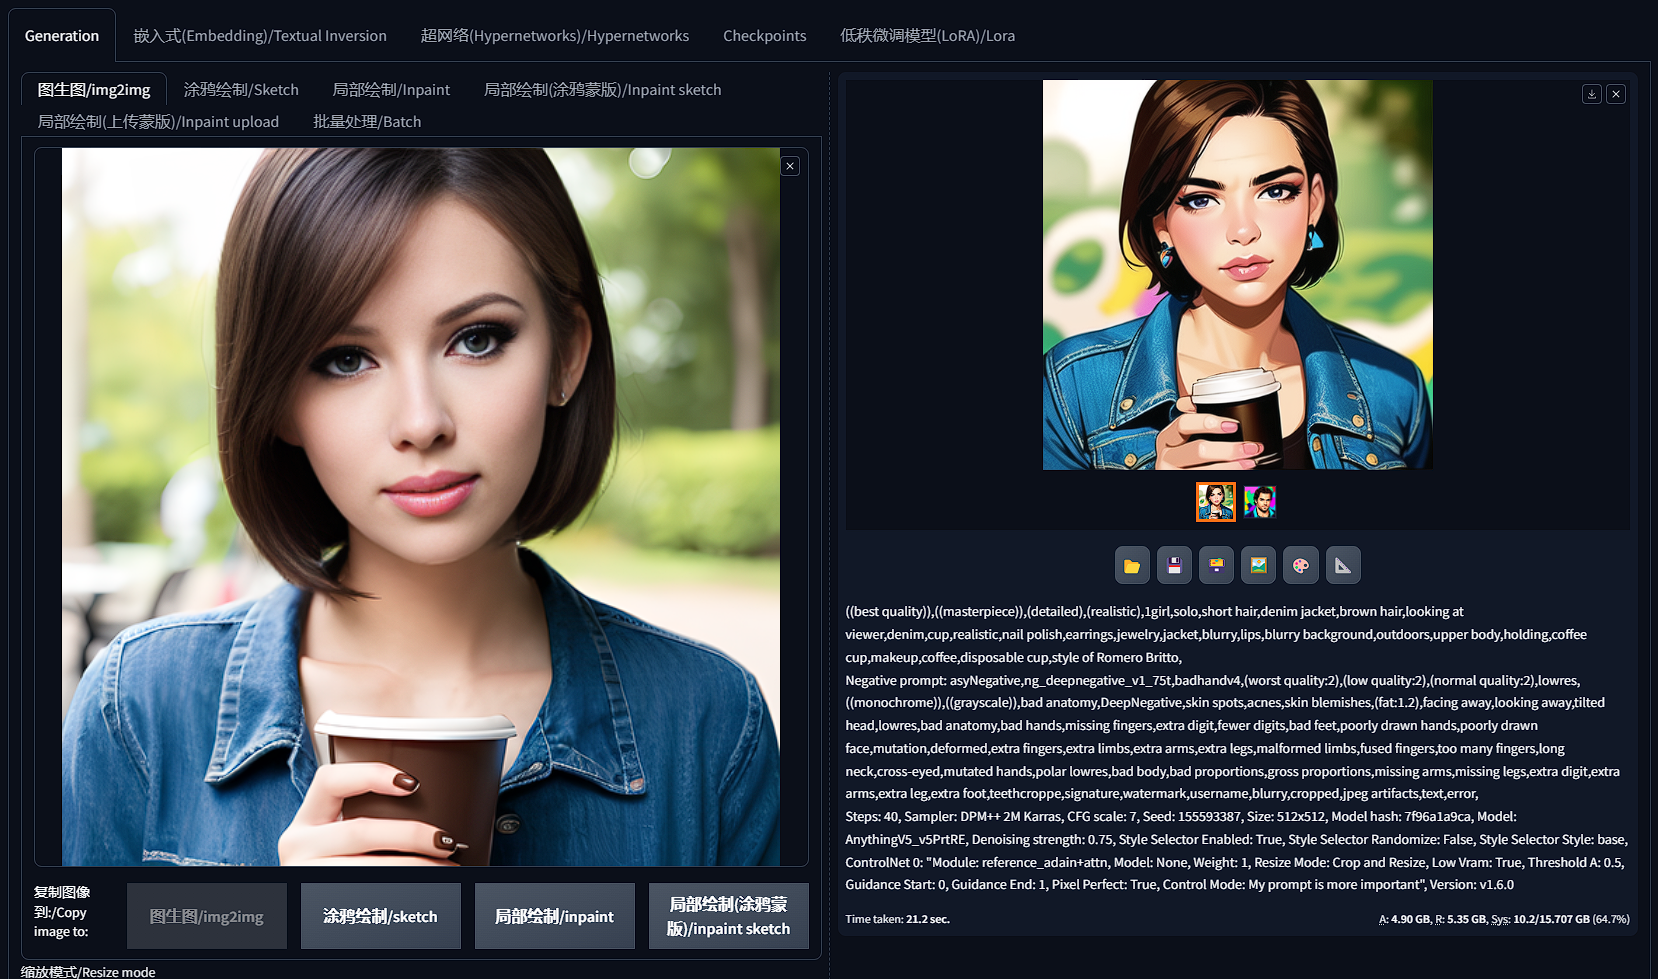 Generation
嵌入式(Embedding)/Textual Inversion
超网络(Hypernetworks)/Hypernetworks
Checkpoints
低秩微调模型(LoRA)/Lora
图生图/img2img
涂鸦绘制/Sketch
局部绘制/Inpaint
局部绘制(涂鸦蒙版)/Inpaint sketch
局部绘制(上传蒙版)/Inpaint upload
批量处理/Batch
复制图像
到:/Copy
image to:
图生图/img2img
涂鸦绘制/sketch
局部绘制/inpaint
局部绘制(涂鸦蒙
版)/inpaint sketch
缩放模式/Resize mode
((best quality)),((masterpiece)),(detailed),(realistic),1girl,solo,short hair,denim jacket,brown hair,looking at
viewer,denim,cup,realistic,nail polish,earrings,jewelry,jacket,blurry,lips,blurry background,outdoors,upper body,holding,coffee
cup,makeup,coffee,disposable cup,style of Romero Britto,
Negative prompt: asyNegative,ng_deepnegative_v1_75t,badhandv4,(worst quality:2),(low quality:2),(normal quality:2),lowres,
((monochrome)),((grayscale)),bad anatomy,DeepNegative,skin spots,acnes,skin blemishes,(fat:1.2),facing away,looking away,tilted
head,lowres,bad anatomy,bad hands,missing fingers,extra digit,fewer digits,bad feet,poorly drawn hands,poorly drawn
face,mutation,deformed,extra fingers,extra limbs,extra arms,extra legs,malformed limbs,fused fingers,too many fingers,long
neck,cross-eyed,mutated hands,polar lowres,bad body,bad proportions,gross proportions,missing arms,missing legs,extra digit,extra
arms,extra leg,extra foot,teethcroppe,signature,watermark,username,blurry,cropped,jpeg artifacts,text,error,
Steps: 40, Sampler: DPM++ 2M Karras, CFG scale: 7, Seed: 155593387, Size: 512x512, Model hash: 7f96a1a9ca, Model:
AnythingV5_v5PrtRE, Denoising strength: 0.75, Style Selector Enabled: True, Style Selector Randomize: False, Style Selector Style: base,
ControlNet 0: "Module: reference_adain+attn, Model: None, Weight: 1, Resize Mode: Crop and Resize, Low Vram: True, Threshold A: 0.5,
Guidance Start: 0, Guidance End: 1, Pixel Perfect: True, Control Mode: My prompt is more important", Version: v1.6.0
Time taken: 21.2 sec.
A: 4.90 GB, R: 5.35 GB, Sys: 10.2/15.707 GB (64.7%)